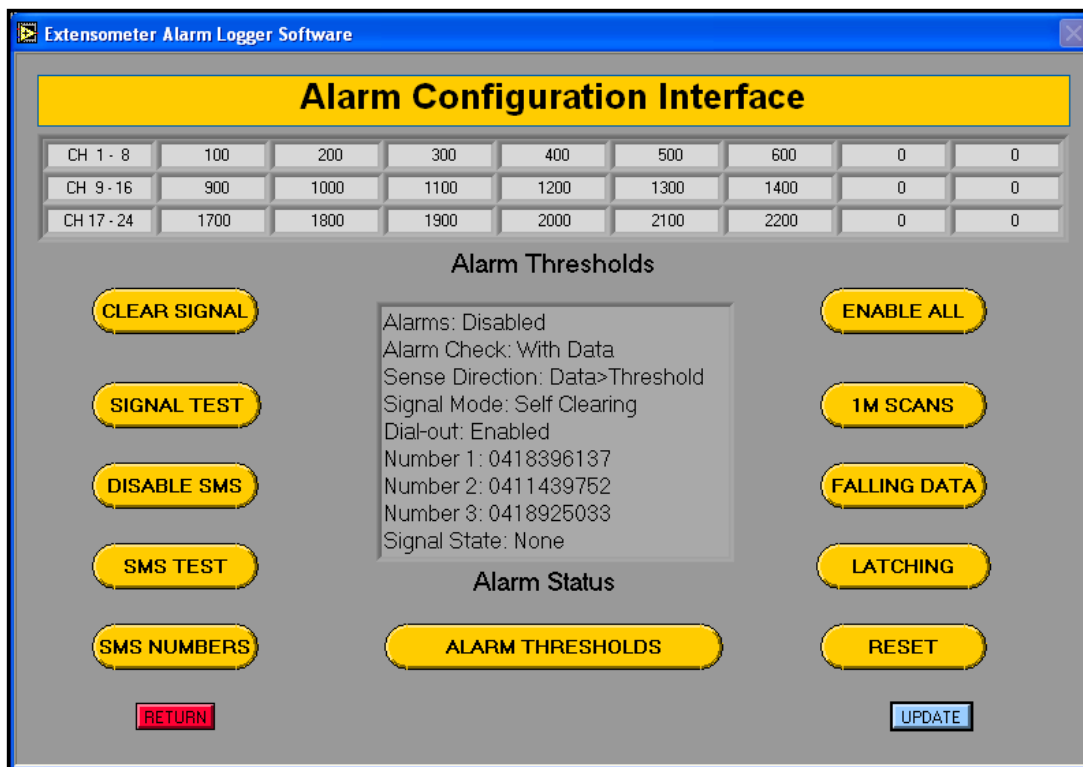 Extensometer Alarm Logger Software
Alarm Configuration Interface
CH 1 - 8 100 200 300 400 500 600 0 0
CH 9 - 16 900 1000 1100 1200 1300 1400 0 0
CH 17 - 24 1700 1800 1900 2000 2100 2200 0 0
Alarm Thresholds
CLEAR SIGNAL
SIGNAL TEST
DISABLE SMS
SMS TEST
SMS NUMBERS
RETURN
Alarms: Disabled
Alarm Check: With Data
Sense Direction: Data>Threshold
Signal Mode: Self Clearing
Dial-out: Enabled
Number 1: 0418396137
Number 2: 0411439752
Number 3: 0418925033
Signal State: None
Alarm Status
ALARM THRESHOLDS
ENABLE ALL
1M SCANS
FALLING DATA
LATCHING
RESET
UPDATE